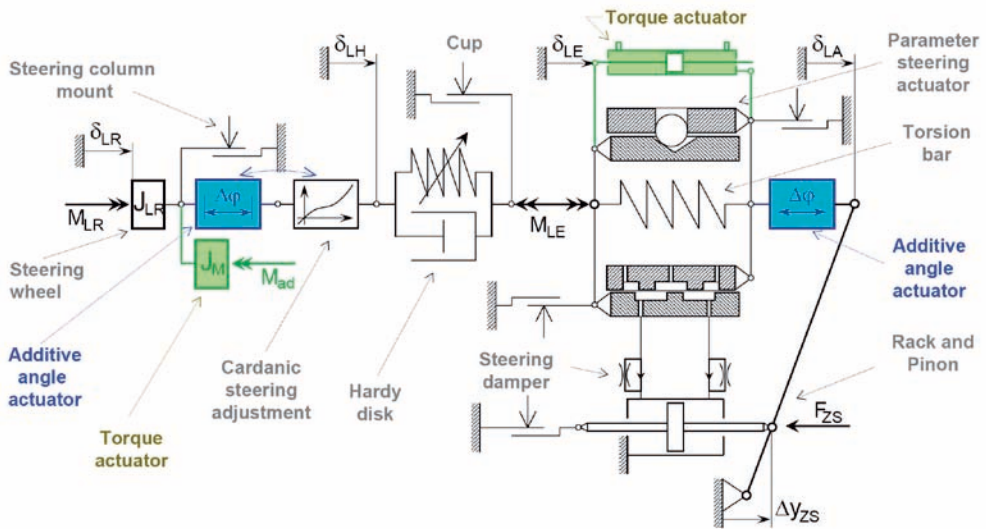 Torque actuator
δLH
Cup
δLE
δLA
Parameter
steering
actuator
Steering column
mount
δLR
Torsion
bar
JLR
Δφ
MLR
MLE
Δφ
Steering
wheel
JM
Mad
Additive
angle
actuator
Additive
angle
actuator
Cardanic
steering
adjustment
Hardy
disk
Steering
damper
Rack and
Pinon
Torque
actuator
FZS
ΔyZS